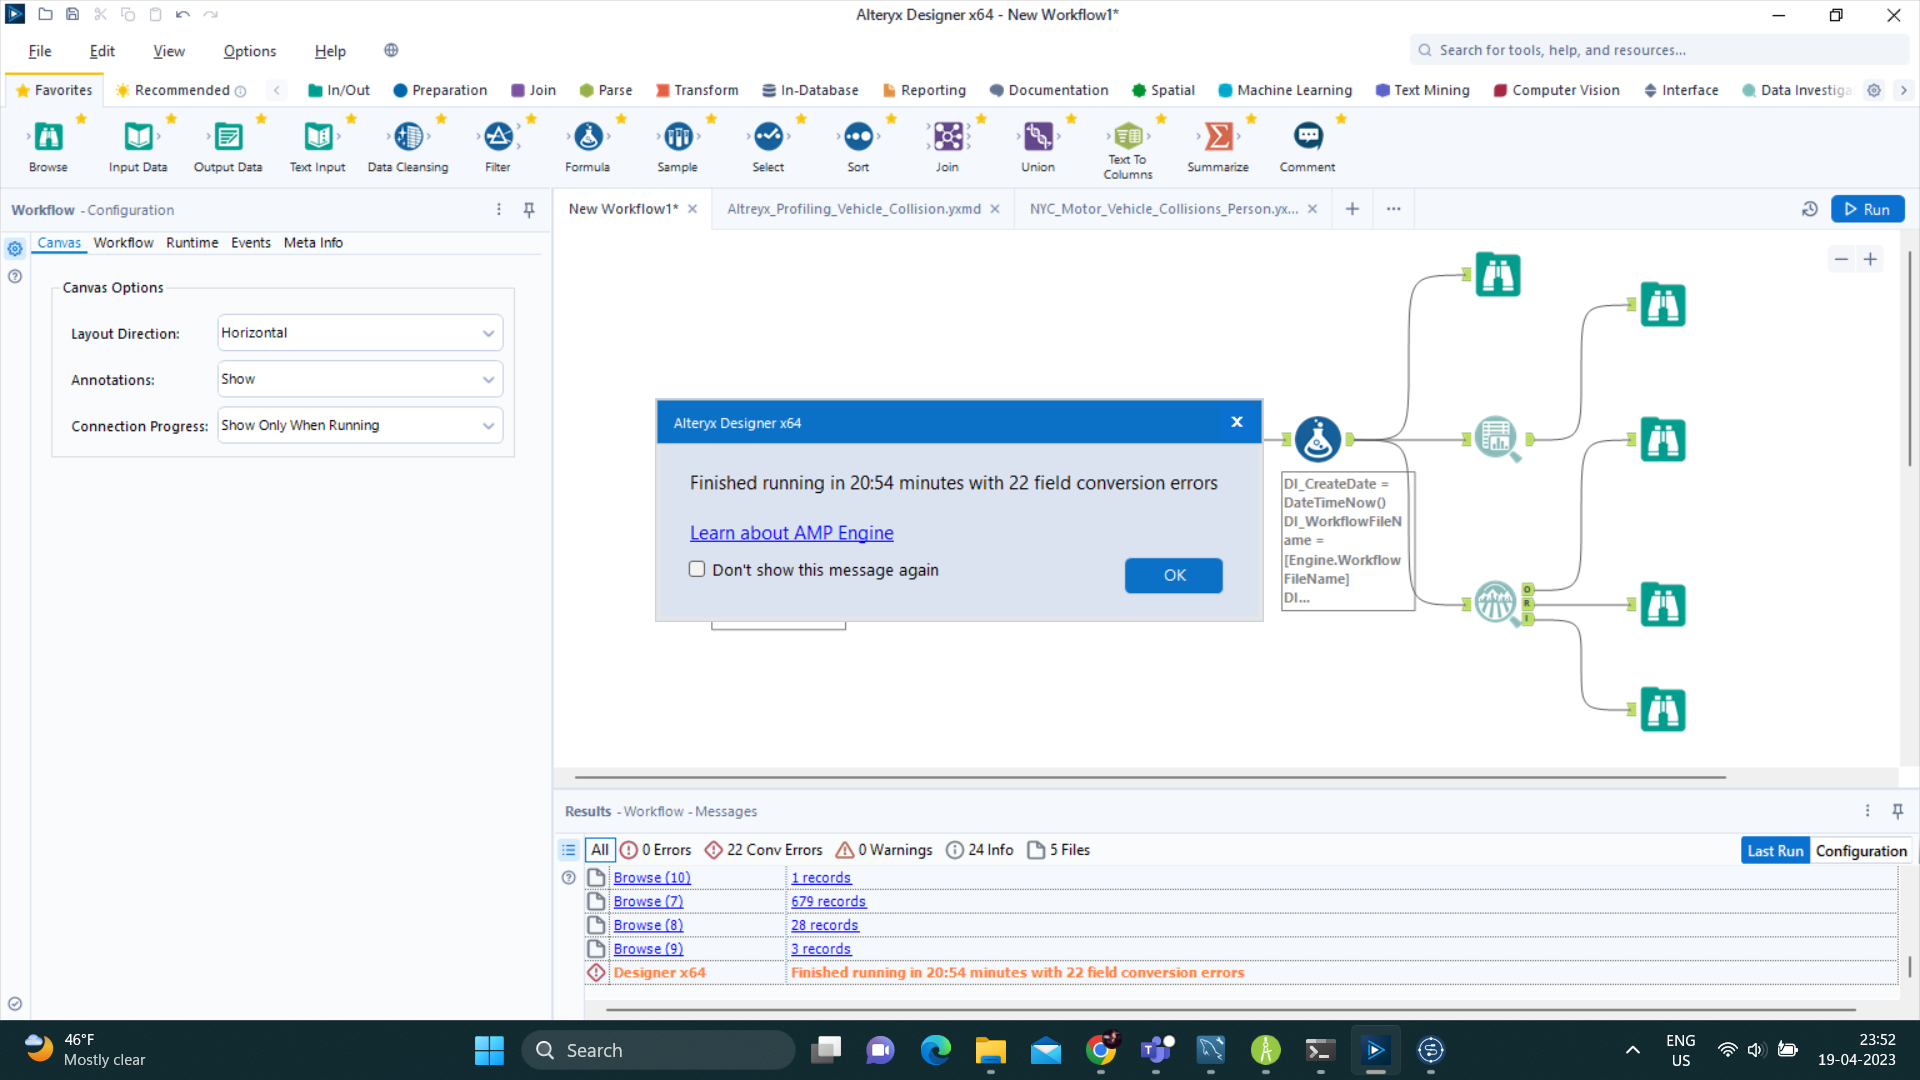 Alteryx Designer x64 - New Workflow1*
File Edit View Options Help
Search for tools, help, and resources...
Favorites Recommended In/Out Preparation Join Parse Transform In-Database Reporting Documentation Spatial Machine Learning Text Mining Computer Vision Interface Data Investiga
Browse Input Data Output Data Text Input Data Cleansing Filter Formula Sample Select Sort Join Union Text To Columns Summarize Comment
Workflow - Configuration
New Workflow1* Altreyx_Profiling_Vehicle_Collision.yxmd NYC_Motor_Vehicle_Collisions_Person.yx... Run
Canvas Workflow Runtime Events Meta Info
Canvas Options
Layout Direction: Horizontal
Annotations: Show
Connection Progress: Show Only When Running
Alteryx Designer x64
Finished running in 20:54 minutes with 22 field conversion errors
Learn about AMP Engine
Don't show this message again
OK
DI_CreateDate =
DateTimeNow()
DI_WorkflowFileN
ame =
[Engine.Workflow
FileName]
DI...
O
R
I
Results - Workflow - Messages
All 0 Errors 22 Conv Errors 0 Warnings 24 Info 5 Files Last Run Configuration
Browse (10) 1 records
Browse (7) 679 records
Browse (8) 28 records
Browse (9) 3 records
Designer x64 Finished running in 20:54 minutes with 22 field conversion errors
46°F
Mostly clear
Search
ENG
US
23:52
19-04-2023